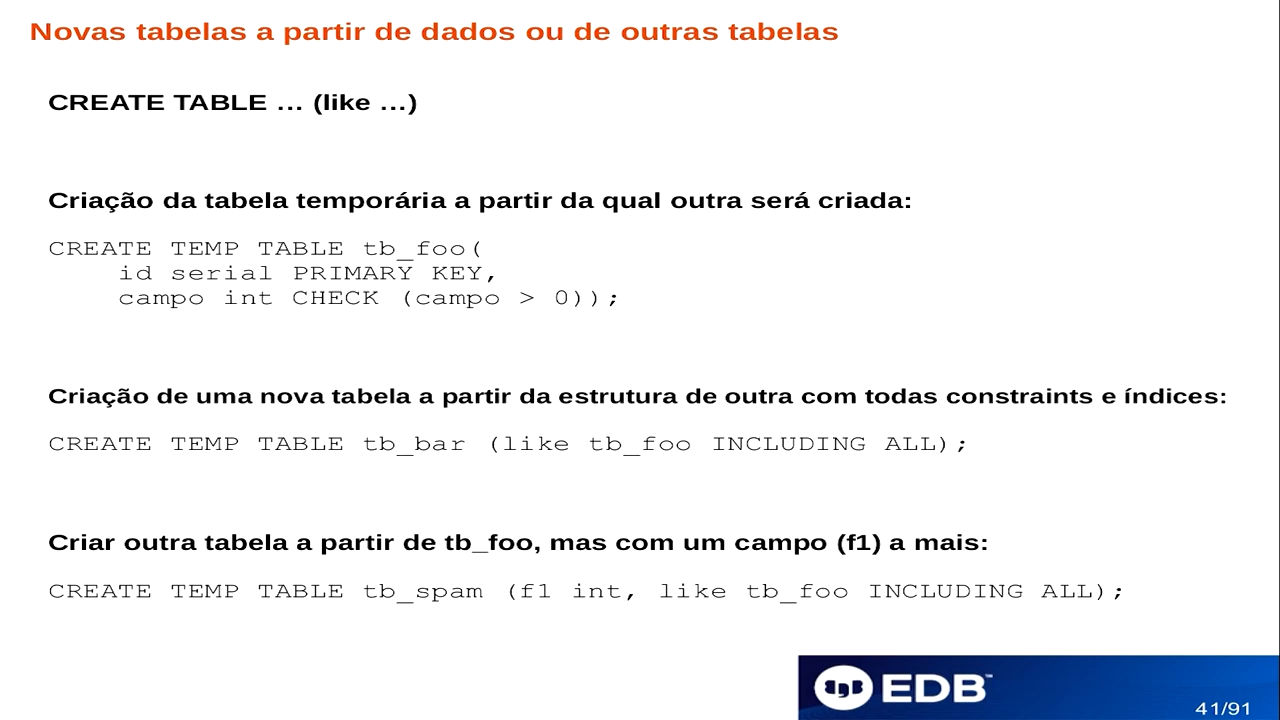 Novas tabelas a partir de dados ou de outras tabelas
CREATE TABLE … (like …)
Criação da tabela temporária a partir da qual outra será criada:
CREATE TEMP TABLE tb_foo(
id serial PRIMARY KEY,
campo int CHECK (campo > 0));
Criação de uma nova tabela a partir da estrutura de outra com todas constraints e índices:
CREATE TEMP TABLE tb_bar (like tb_foo INCLUDING ALL);
Criar outra tabela a partir de tb_foo, mas com um campo (f1) a mais:
CREATE TEMP TABLE tb_spam (f1 int, like tb_foo INCLUDING ALL);
EDB™
41/91